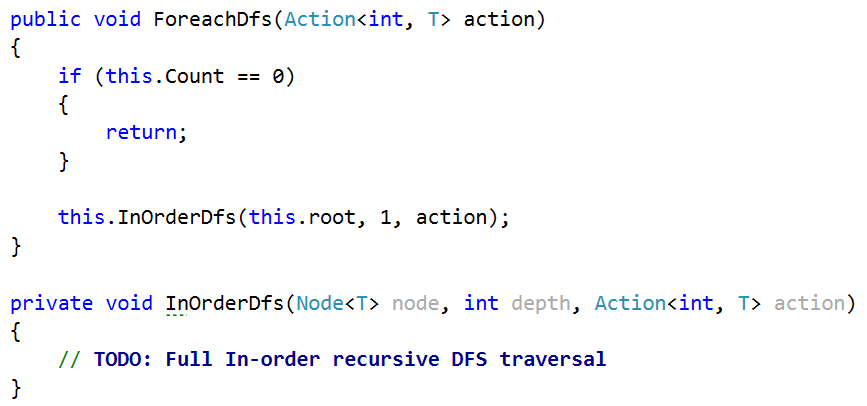 public void ForeachDfs(Action<int, T> action)
{
    if (this.Count == 0)
    {
        return;
    }

    this.InOrderDfs(this.root, 1, action);
}

private void InOrderDfs(Node<T> node, int depth, Action<int, T> action)
{
    // TODO: Full In-order recursive DFS traversal
}